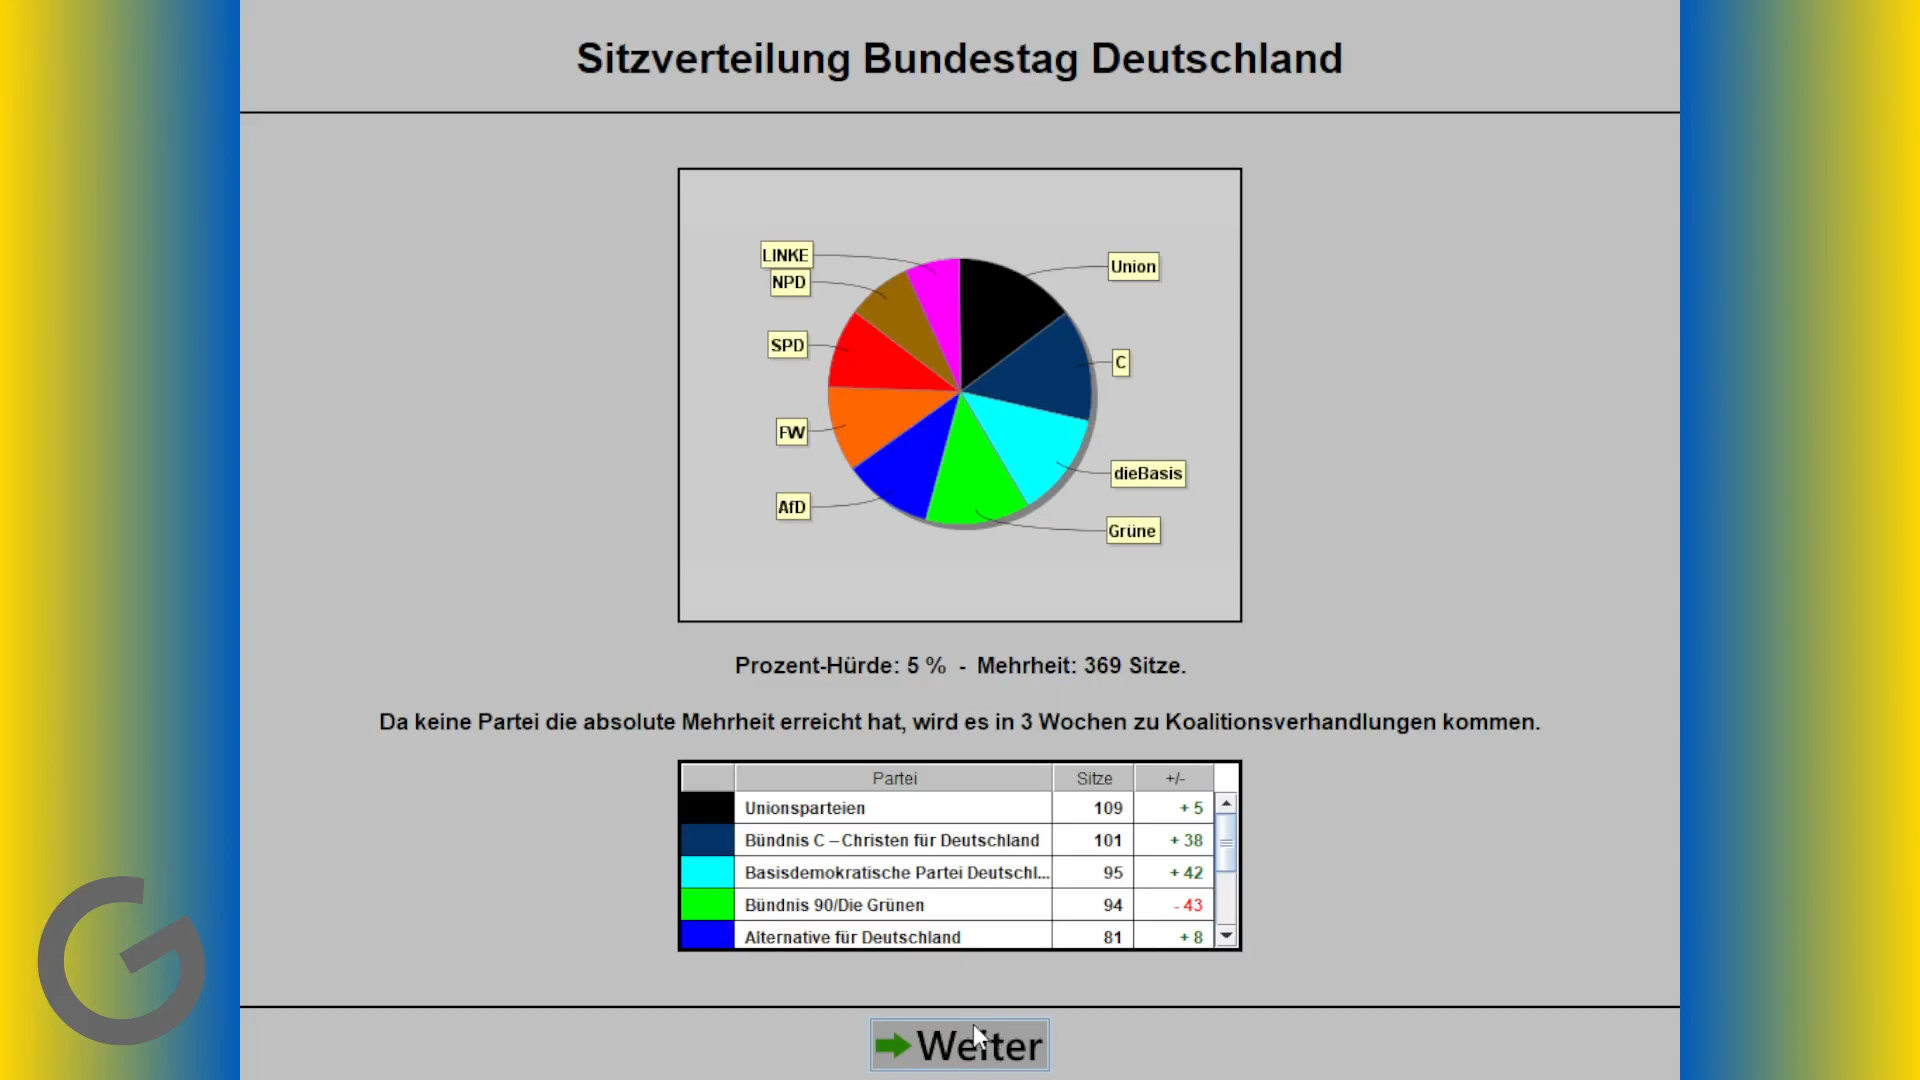 Sitzverteilung Bundestag Deutschland
LINKE
Union
NPD
SPD
C
FW
dieBasis
AfD
Grüne
Prozent-Hürde: 5 % - Mehrheit: 369 Sitze.
Da keine Partei die absolute Mehrheit erreicht hat, wird es in 3 Wochen zu Koalitionsverhandlungen kommen.
Partei Sitze +/-
Unionsparteien 109 + 5
Bündnis C – Christen für Deutschland 101 + 38
Basisdemokratische Partei Deutschl... 95 + 42
Bündnis 90/Die Grünen 94 - 43
Alternative für Deutschland 81 + 8
Weiter
G